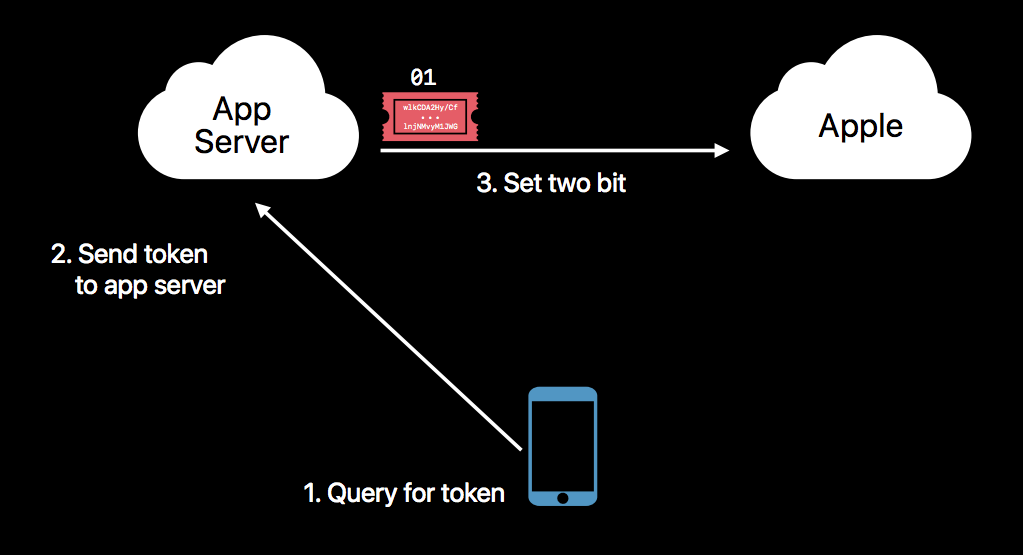 App
Server
01
wlkCDA2Hy/Cf
...
lnjNMvyM1JWG
Apple
3. Set two bit
2. Send token
to app server
1. Query for token